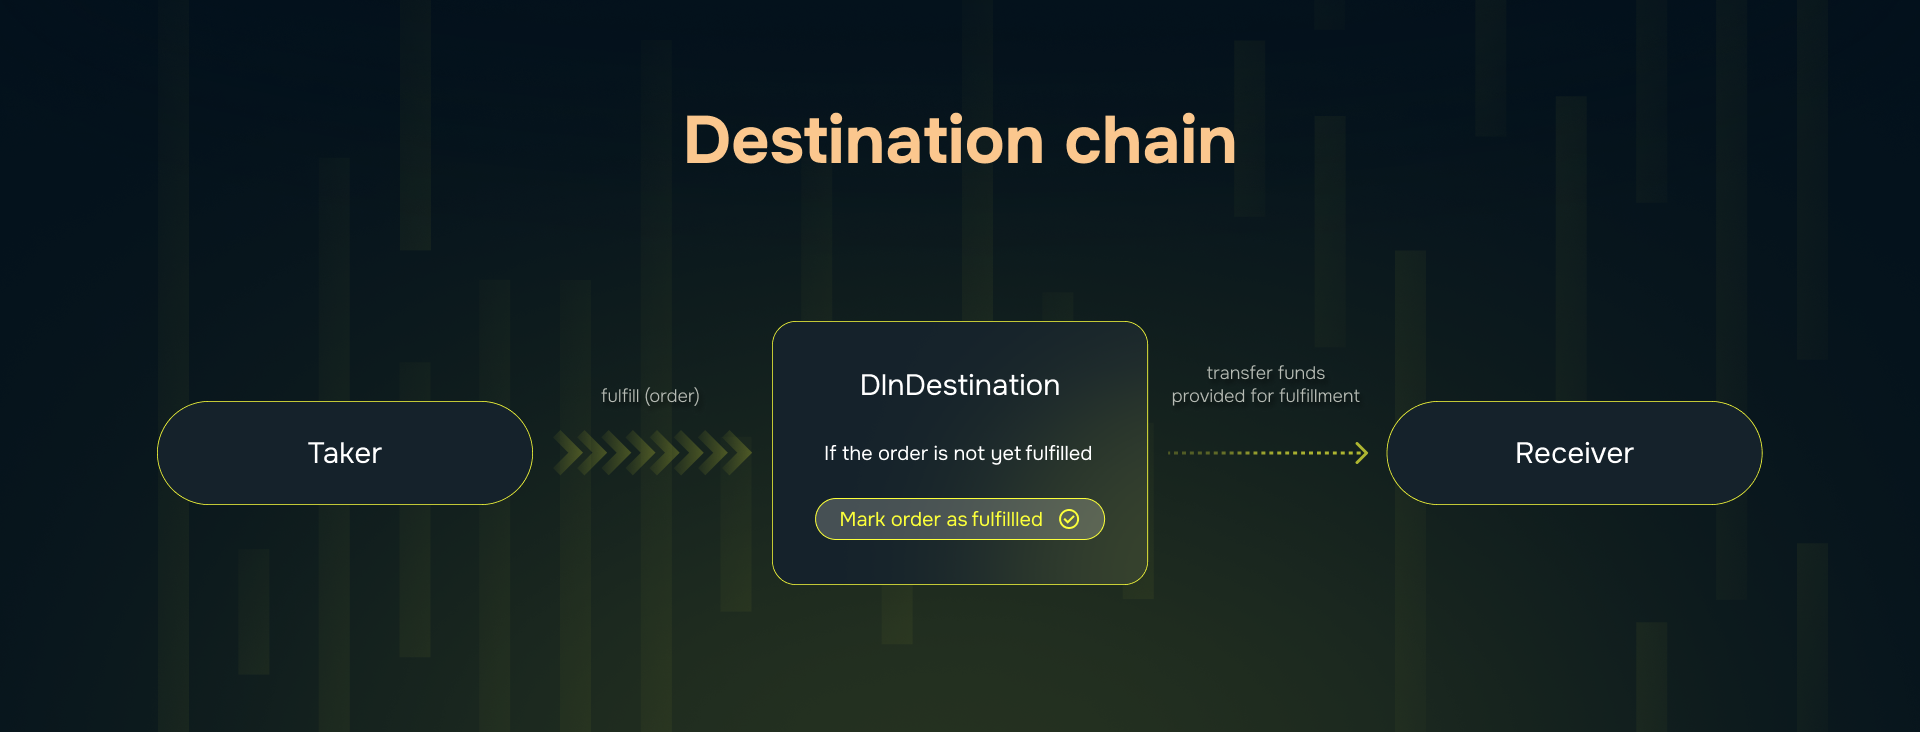 Destination chain
Taker
fulfill (order)
DlnDestination
If the order is not yet fulfilled
Mark order as fulfillled
transfer funds
provided for fulfillment
Receiver